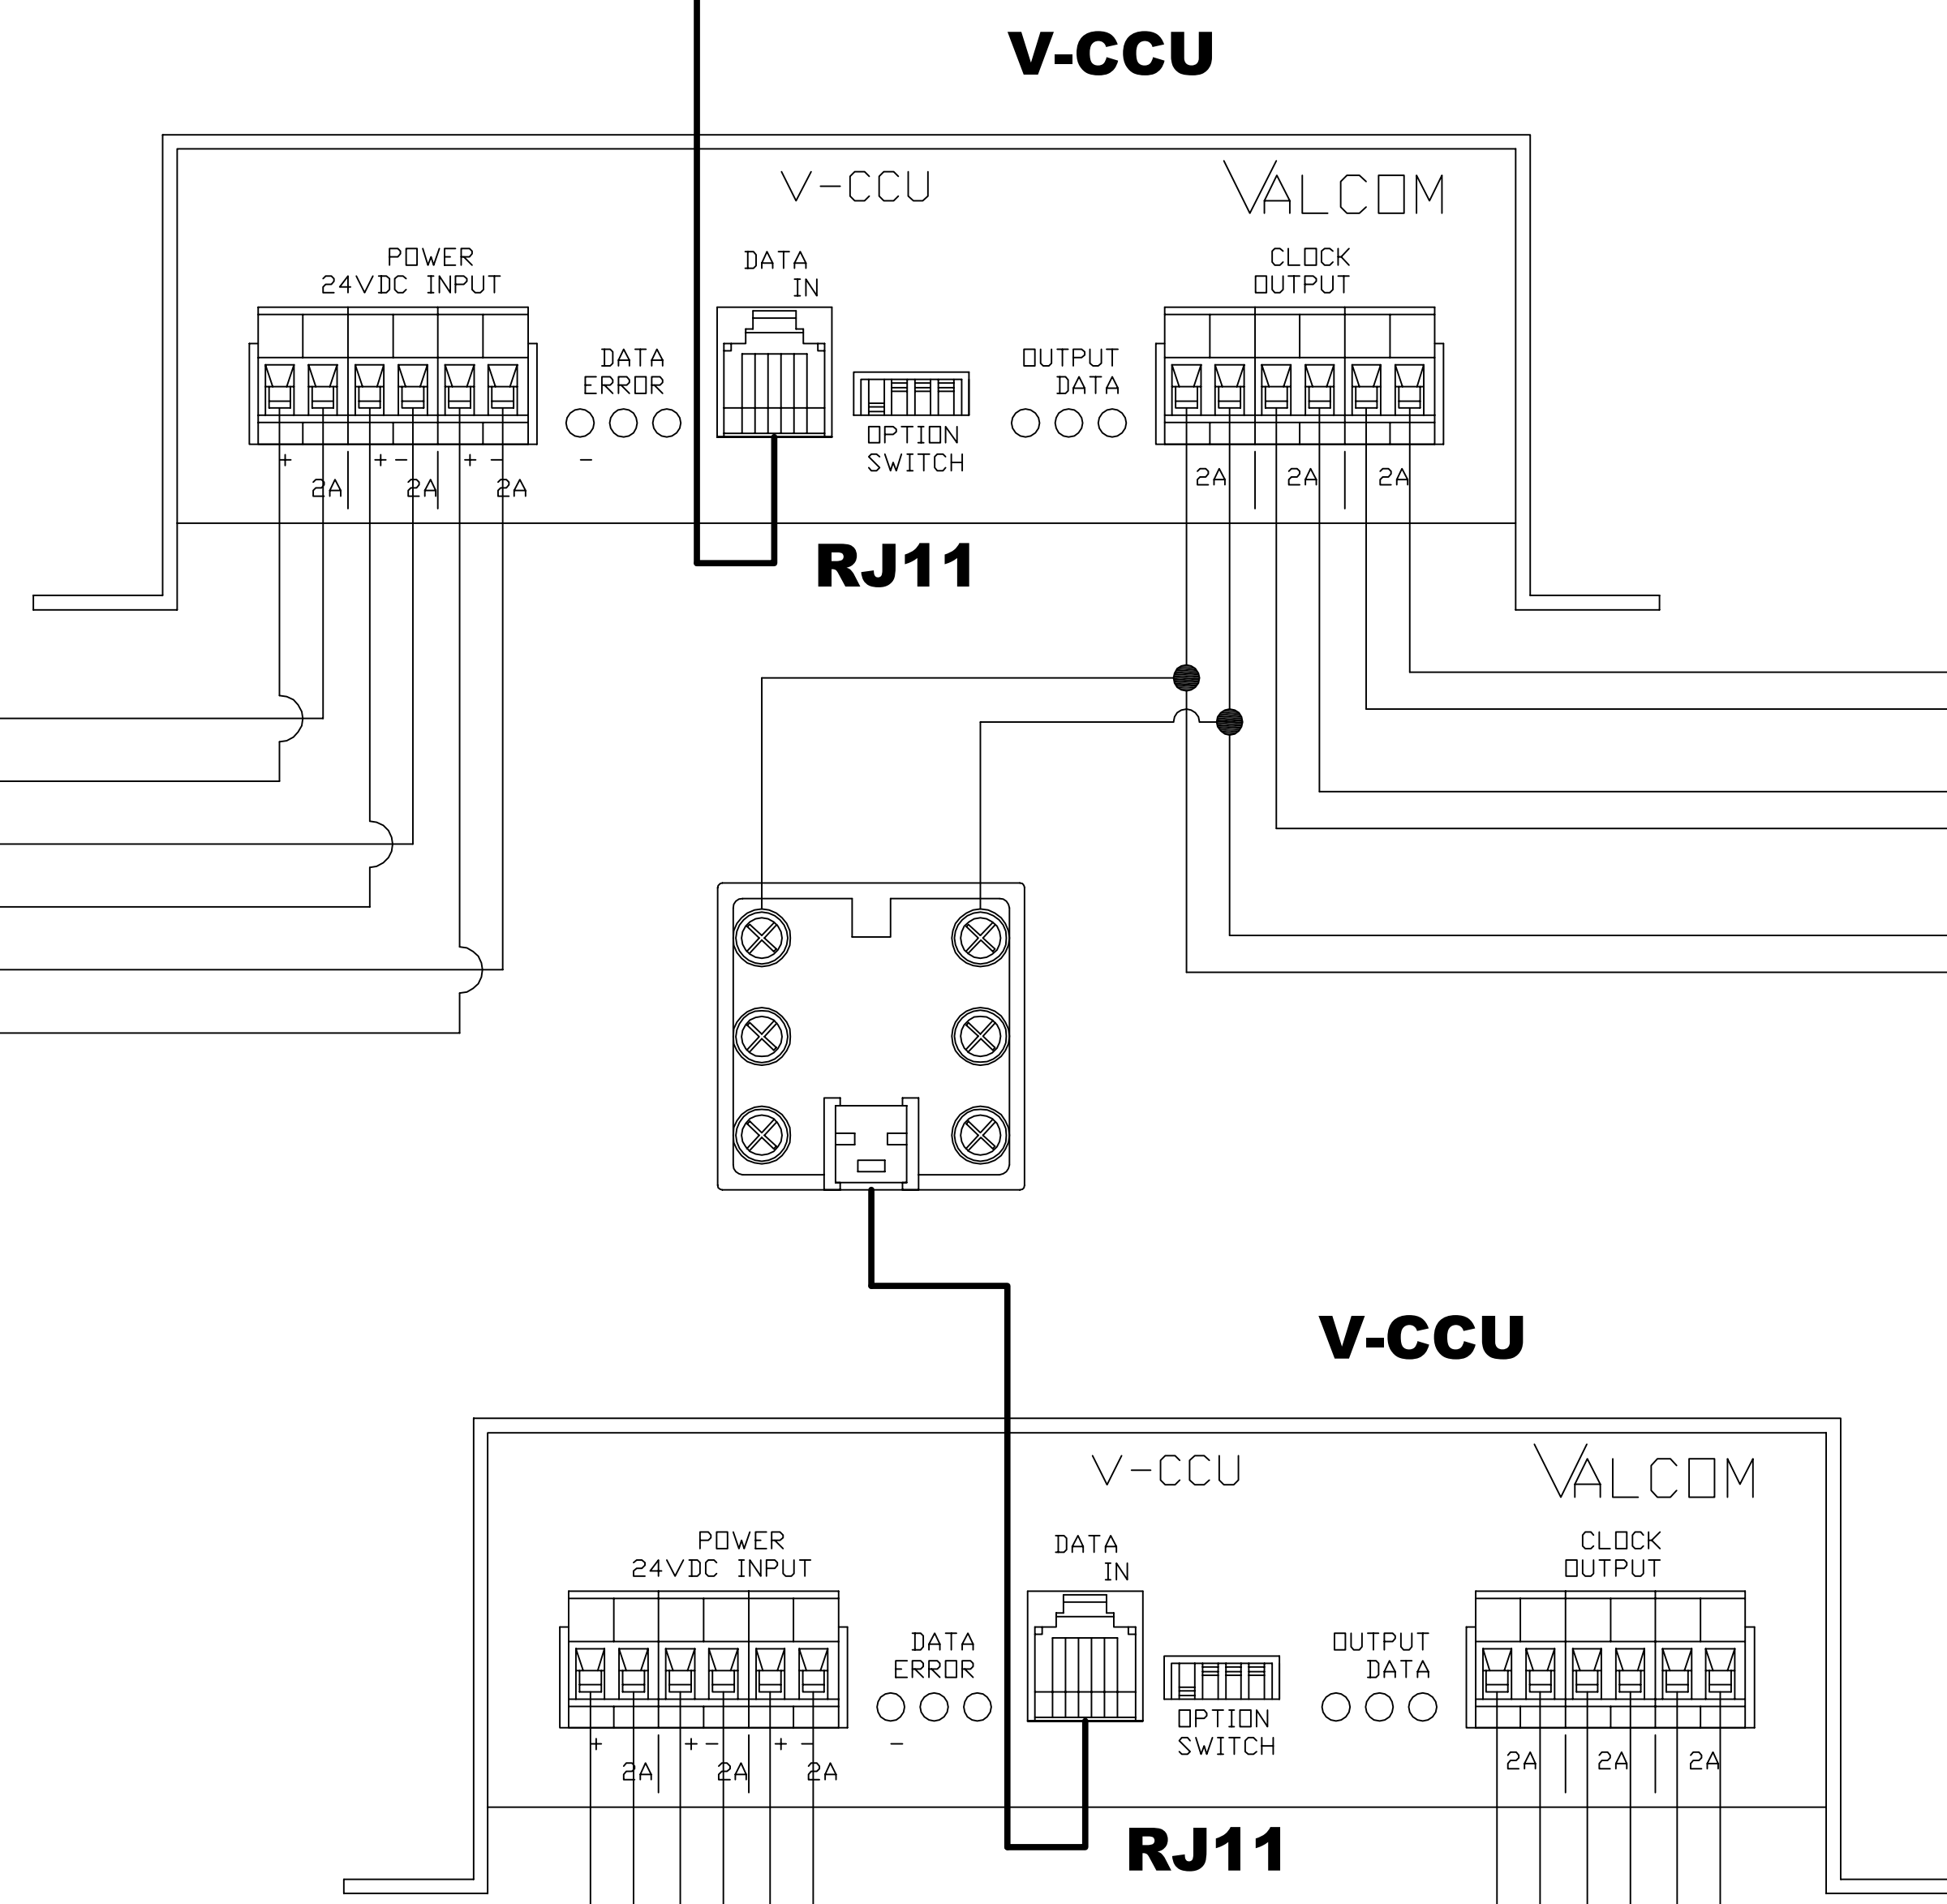 V-CCU
V-CCU
VALCOM
POWER
24VDC INPUT
DATA
IN
CLOCK
OUTPUT
DATA
ERROR
OUTPUT
DATA
OPTION
SWITCH
+ + - + - -
2A 2A 2A
2A 2A 2A
RJ11
V-CCU
V-CCU
VALCOM
POWER
24VDC INPUT
DATA
IN
CLOCK
OUTPUT
DATA
ERROR
OUTPUT
DATA
OPTION
SWITCH
+ + - + - -
2A 2A 2A
2A 2A 2A
RJ11